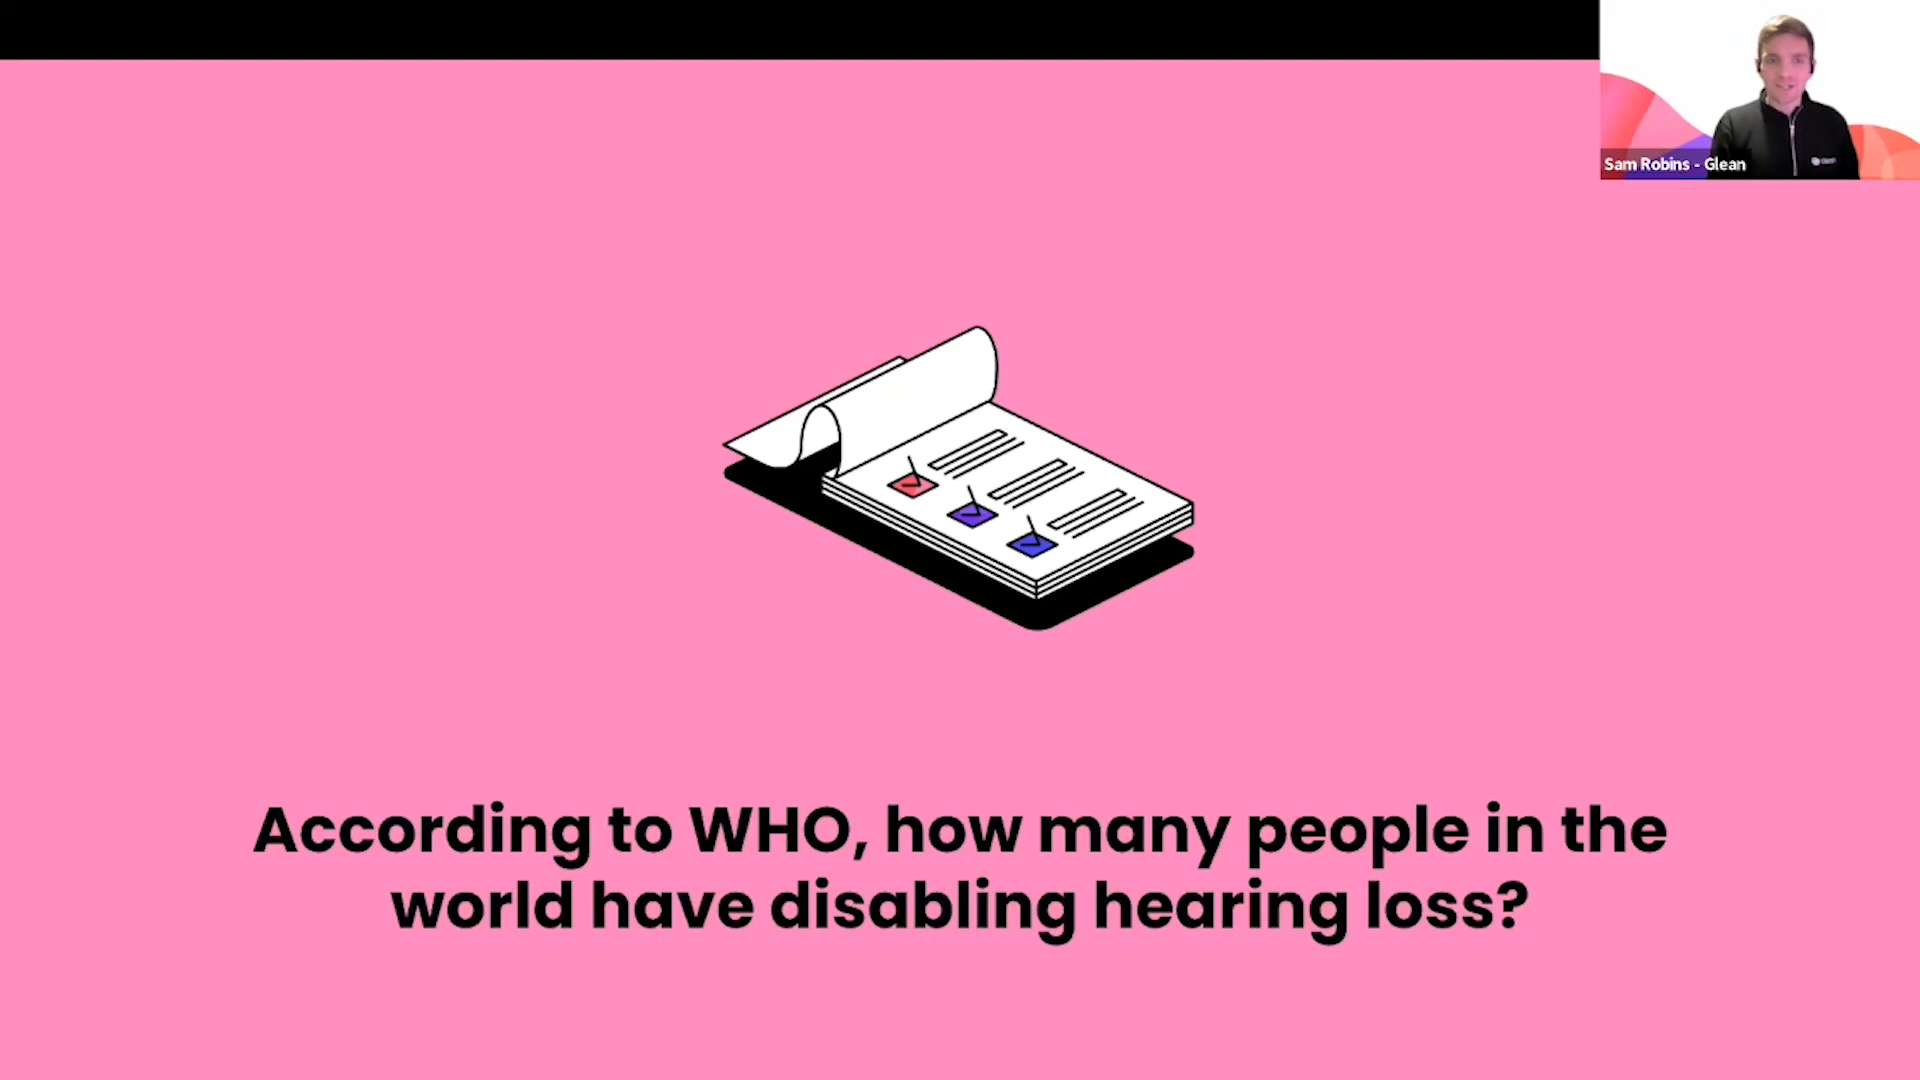 Sam Robins - Glean
According to WHO, how many people in the
world have disabling hearing loss?